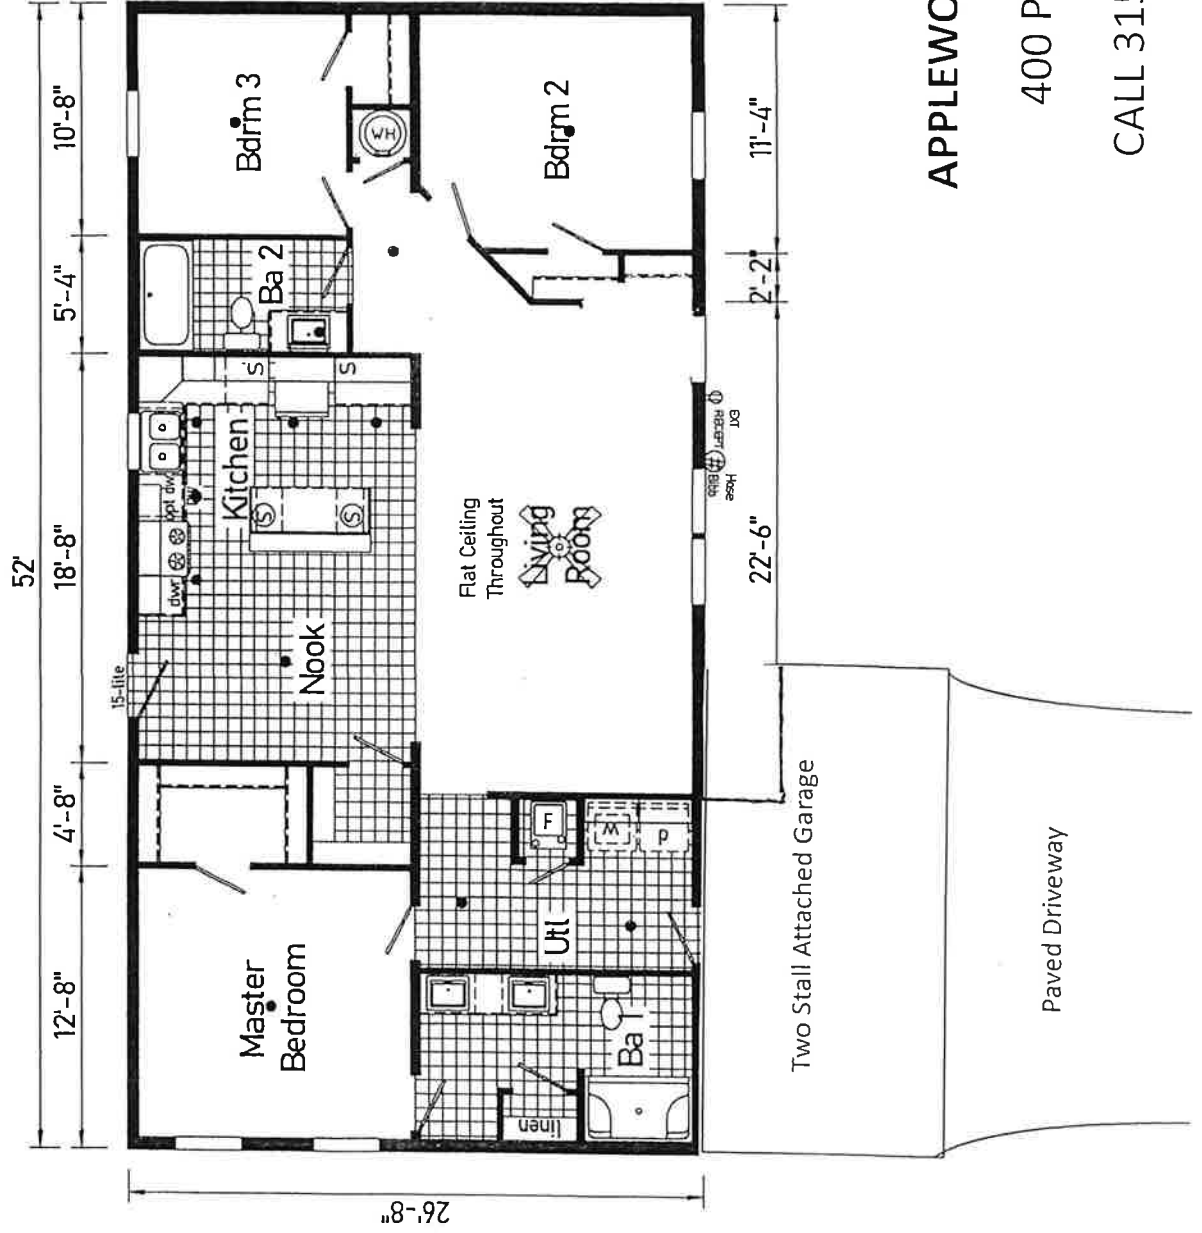 52'
12'-8"
4'-8"
18'-8"
5'-4"
10'-8"
15-lite
dwr
opt dw
DW
Kitchen
S
S
S
S
Nook
Ba 2
Bdrm 3
WH
Bdrm 2
Master
Bedroom
Flat Ceiling
Throughout
Living
Room
F
W
d
Utl
Ba 1
linen
EXT
RECEPT
Hose
Bibb
26'-8"
22'-6"
2'-2"
11'-4"
Two Stall Attached Garage
Paved Driveway
APPLEWO
400 P
CALL 315